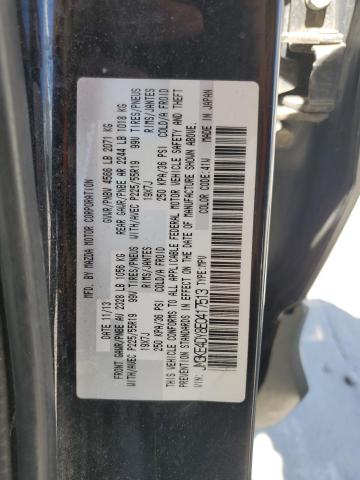 MFD. BY MAZDA MOTOR CORPORATION
DATE 11/13 GVWR/PNBV 4566 LB 2071 KG
FRONT GAWR/PNBE AV 2328 LB 1056 KG REAR GAWR/PNBE AR 2244 LB 1018 KG
WITH/AVEC P225/55R19 99V TIRES/PNEUS WITH/AVEC P225/55R19 99V TIRES/PNEUS
19X7J RIMS/JANTES 19X7J RIMS/JANTES
250 KPA/36 PSI COLD/A FROID 250 KPA/36 PSI COLD/A FROID
THIS VEHICLE CONFORMS TO ALL APPLICABLE FEDERAL MOTOR VEHICLE SAFETY AND THEFT
PREVENTION STANDARDS IN EFFECT ON THE DATE OF MANUFACTURE SHOWN ABOVE.
MADE IN JAPAN
VIN: JM3KE4DY8E0417513 TYPE: MPV COLOR CODE: 41W